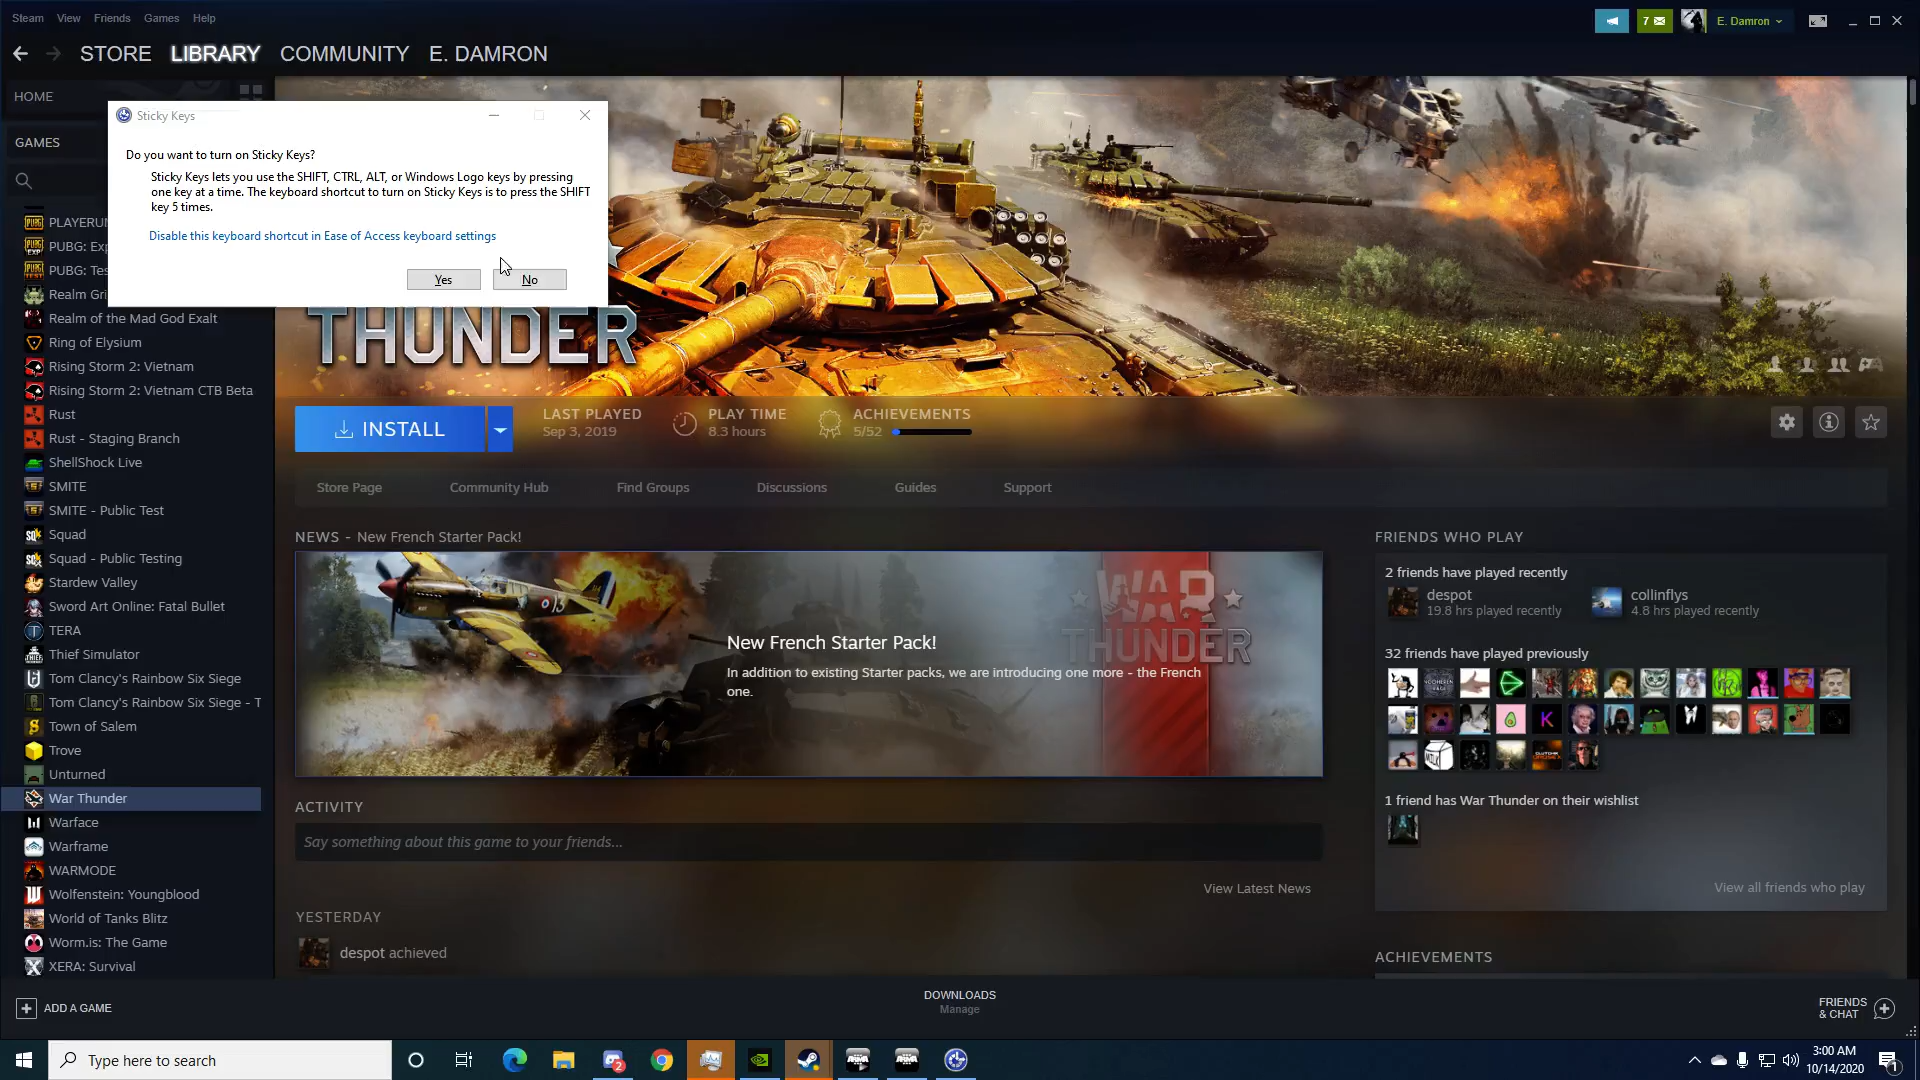 Steam View Friends Games Help
7
E. Damron
STORE LIBRARY COMMUNITY E. DAMRON
HOME
GAMES
Sticky Keys
Do you want to turn on Sticky Keys?
Sticky Keys lets you use the SHIFT, CTRL, ALT, or Windows Logo keys by pressing
one key at a time. The keyboard shortcut to turn on Sticky Keys is to press the SHIFT
key 5 times.
Disable this keyboard shortcut in Ease of Access keyboard settings
Yes No
THUNDER
PLAYERU
PUBG: Exp
PUBG: Tes
Realm Gri
Realm of the Mad God Exalt
Ring of Elysium
Rising Storm 2: Vietnam
Rising Storm 2: Vietnam CTB Beta
Rust
Rust - Staging Branch
ShellShock Live
SMITE
SMITE - Public Test
Squad
Squad - Public Testing
Stardew Valley
Sword Art Online: Fatal Bullet
TERA
Thief Simulator
Tom Clancy's Rainbow Six Siege
Tom Clancy's Rainbow Six Siege - T
Town of Salem
Trove
Unturned
War Thunder
Warface
Warframe
WARMODE
Wolfenstein: Youngblood
World of Tanks Blitz
Worm.is: The Game
XERA: Survival
ADD A GAME
INSTALL
LAST PLAYED
Sep 3, 2019
PLAY TIME
8.3 hours
ACHIEVEMENTS
5/52
Store Page Community Hub Find Groups Discussions Guides Support
NEWS - New French Starter Pack!
13
WAR
THUNDER
New French Starter Pack!
In addition to existing Starter packs, we are introducing one more - the French
one.
ACTIVITY
Say something about this game to your friends...
View Latest News
YESTERDAY
despot achieved
FRIENDS WHO PLAY
2 friends have played recently
despot
19.8 hrs played recently
collinflys
4.8 hrs played recently
32 friends have played previously
K
MILK
1 friend has War Thunder on their wishlist
View all friends who play
ACHIEVEMENTS
DOWNLOADS
Manage
FRIENDS
& CHAT
Type here to search
2
3:00 AM
10/14/2020
1